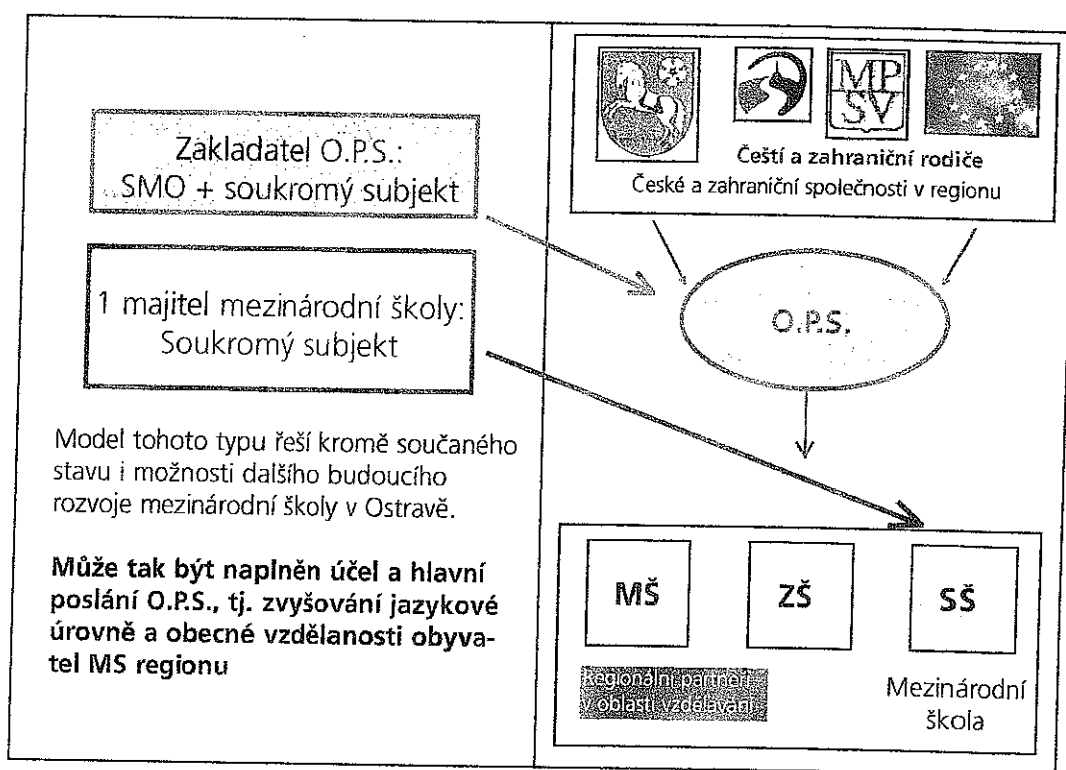 Zakladatel O.P.S.:
SMO + soukromý subjekt
1 majitel mezinárodní školy:
Soukromý subjekt
Model tohoto typu řeší kromě součaného
stavu i možnosti dalšího budoucího
rozvoje mezinárodní školy v Ostravě.
Může tak být naplněn účel a hlavní
poslání O.P.S., tj. zvyšování jazykové
úrovně a obecné vzdělanosti obyva-
tel MS regionu
MP
SV
Čeští a zahraniční rodiče
České a zahraniční společnosti v regionu
O.P.S.
MŠ
ZŠ
SŠ
Regionální partneři
v oblasti vzdělávání
Mezinárodní
škola